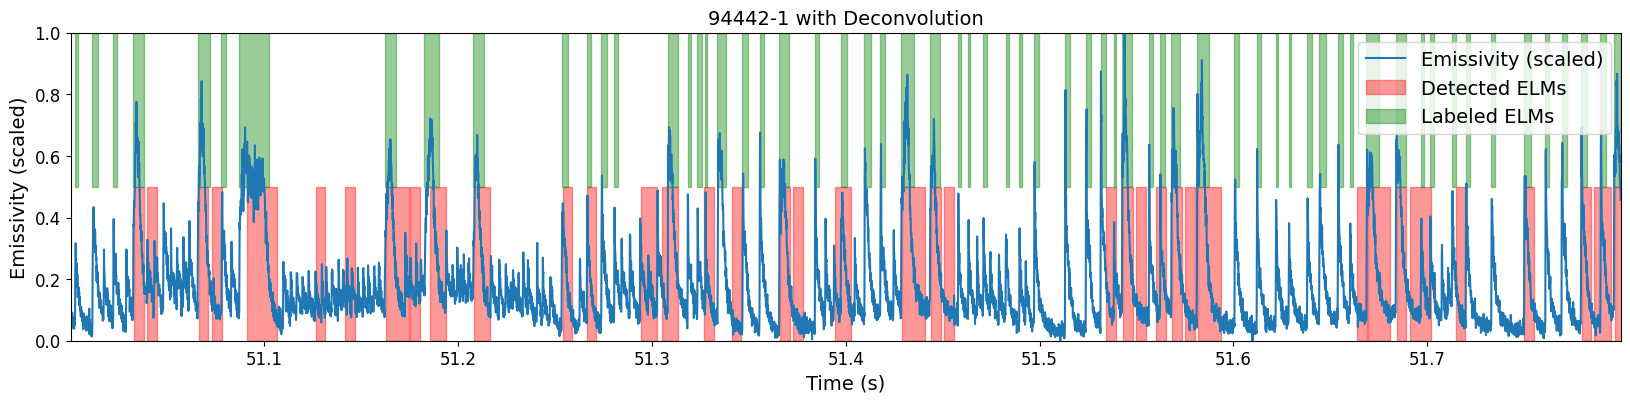 94442-1 with Deconvolution
Emissivity (scaled)
1.0
0.8
0.6
0.4
0.2
0.0
Emissivity (scaled)
Detected ELMs
Labeled ELMs
51.1 51.2 51.3 51.4 51.5 51.6 51.7
Time (s)